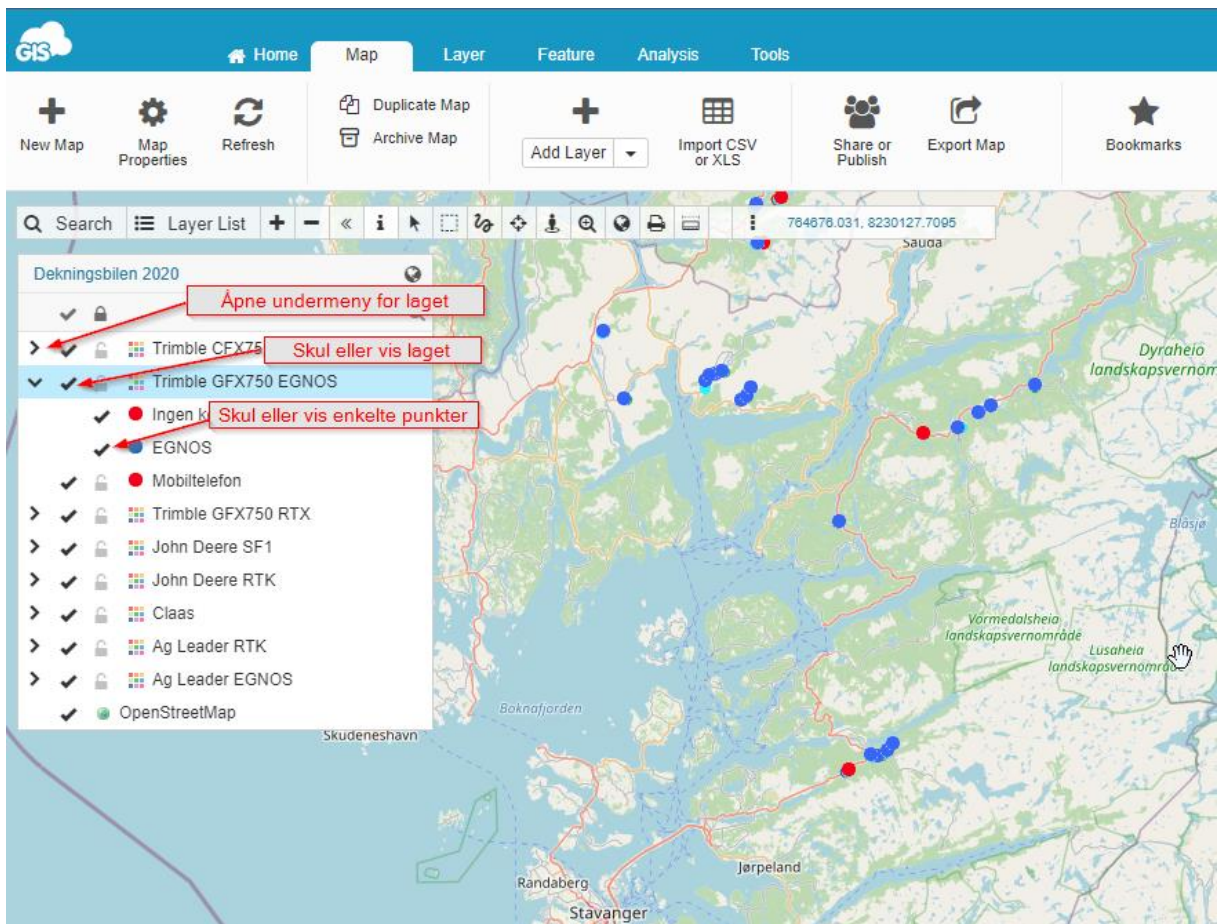 GIS
Home Map Layer Feature Analysis Tools
Duplicate Map
Archive Map
New Map
Map
Properties
Refresh
Add Layer
Import CSV
or XLS
Share or
Publish
Export Map
Bookmarks
Search Layer List
764676.031, 8230127.7095
Sauda
Dekningsbilen 2020
Åpne undermeny for laget
Trimble CFX75
Skul eller vis laget
Trimble GFX750 EGNOS
Ingen k
Skul eller vis enkelte punkter
EGNOS
Mobiltelefon
Trimble GFX750 RTX
John Deere SF1
John Deere RTK
Claas
Ag Leader RTK
Ag Leader EGNOS
OpenStreetMap
Dyraheio
landskapsvernom
Blåsjø
Vormedalsheia
landskapsvernområde
Lusaheia
landskapsvernområde
Boknafjorden
Skudeneshavn
Jørpeland
Randaberg
Stavanger